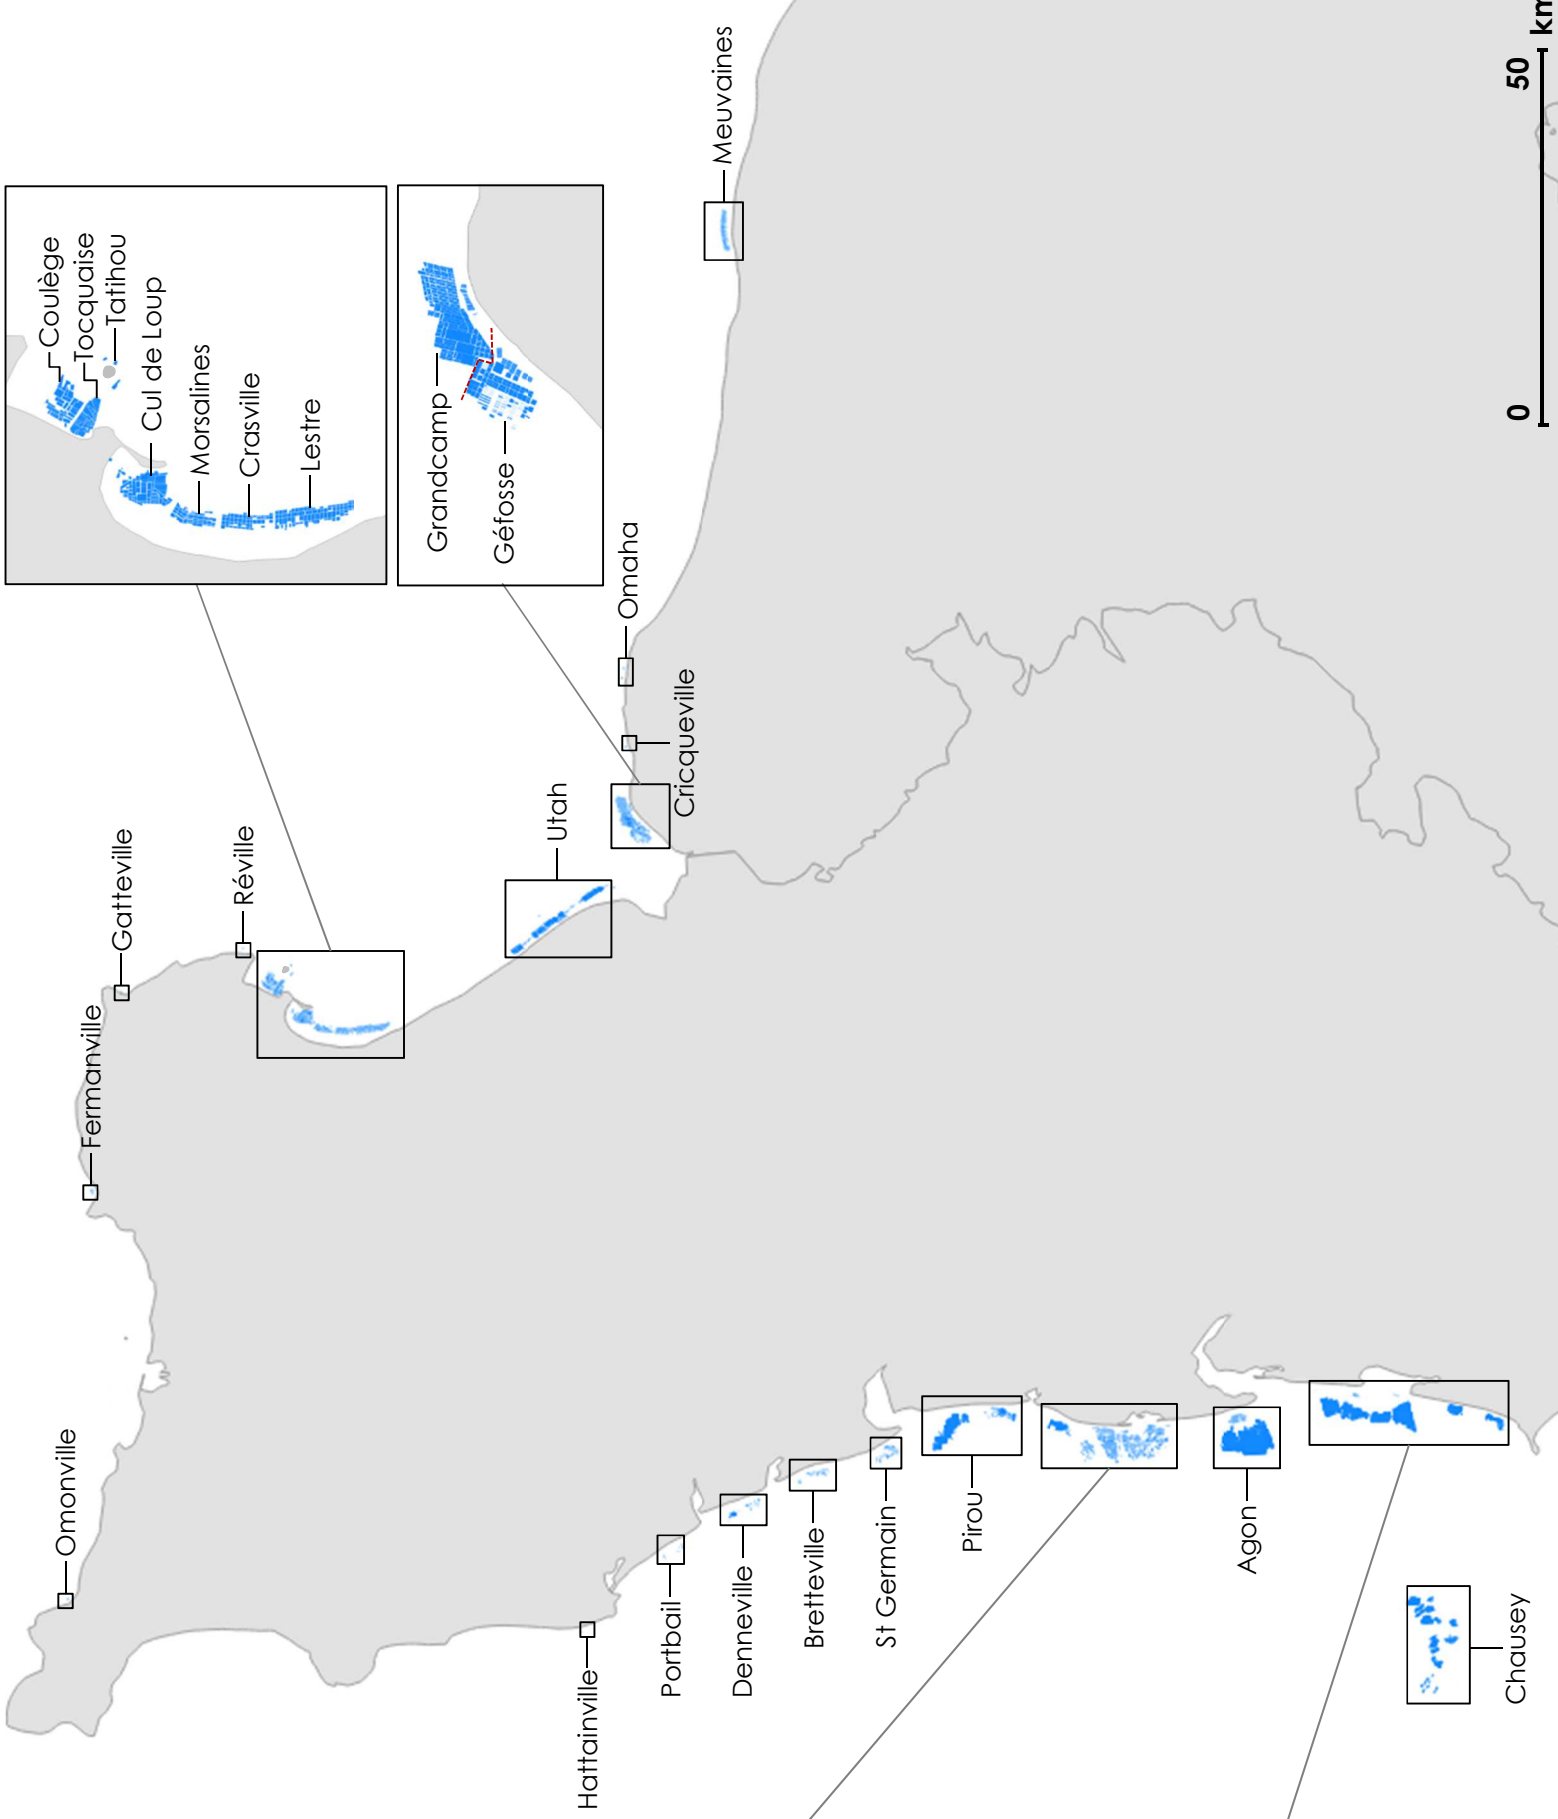 Coulège
Tocquaise
Tatihou
Cul de Loup
Morsalines
Crasville
Lestre
Grandcamp
Géfosse
Meuvaines
Omaha
Cricqueville
Utah
Réville
Gatteville
Fermanville
Omonville
Hattainville
Portbail
Denneville
Bretteville
St Germain
Pirou
Agon
Chausey
0
50
km